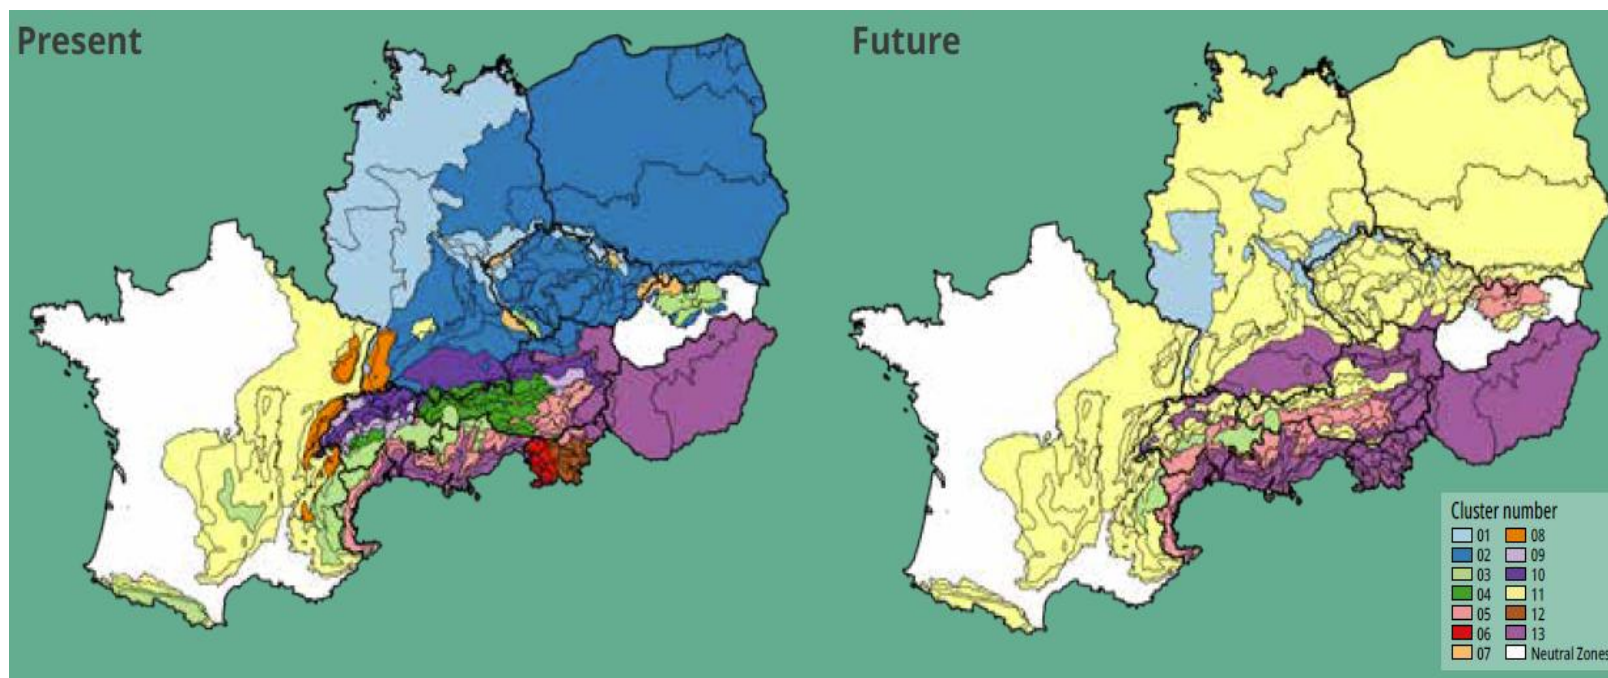 Present
Future
Cluster number
01 08
02 09
03 10
04 11
05 12
06 13
07 Neutral Zones